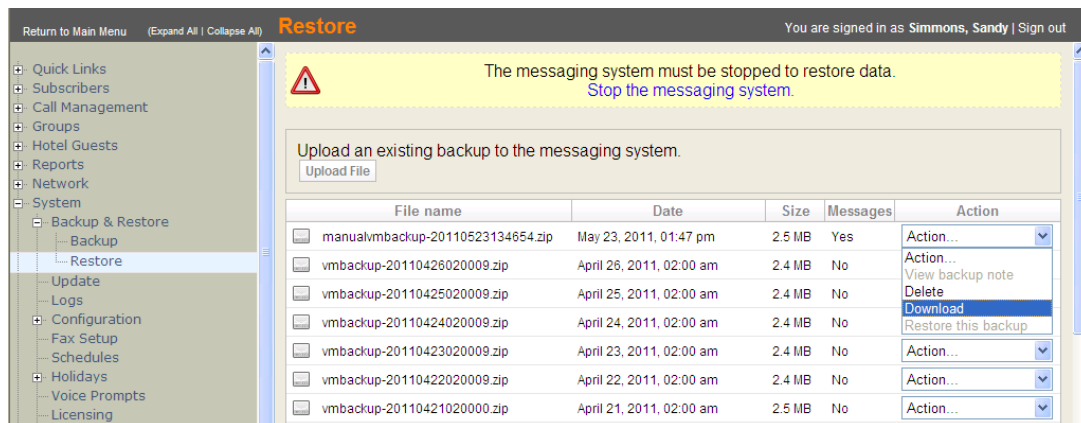 Return to Main Menu (Expand All | Collapse All) Restore You are signed in as Simmons, Sandy | Sign out
Quick Links
Subscribers
Call Management
Groups
Hotel Guests
Reports
Network
System
Backup & Restore
Backup
Restore
Update
Logs
Configuration
Fax Setup
Schedules
Holidays
Voice Prompts
Licensing
The messaging system must be stopped to restore data.
Stop the messaging system.
Upload an existing backup to the messaging system.
Upload File
File name Date Size Messages Action
manualvmbackup-20110523134654.zip May 23, 2011, 01:47 pm 2.5 MB Yes Action...
vmbackup-20110426020009.zip April 26, 2011, 02:00 am 2.4 MB No
vmbackup-20110425020009.zip April 25, 2011, 02:00 am 2.4 MB No
vmbackup-20110424020009.zip April 24, 2011, 02:00 am 2.4 MB No
Action...
View backup note
Delete
Download
Restore this backup
vmbackup-20110423020009.zip April 23, 2011, 02:00 am 2.4 MB No Action...
vmbackup-20110422020009.zip April 22, 2011, 02:00 am 2.4 MB No Action...
vmbackup-20110421020000.zip April 21, 2011, 02:00 am 2.5 MB No Action...